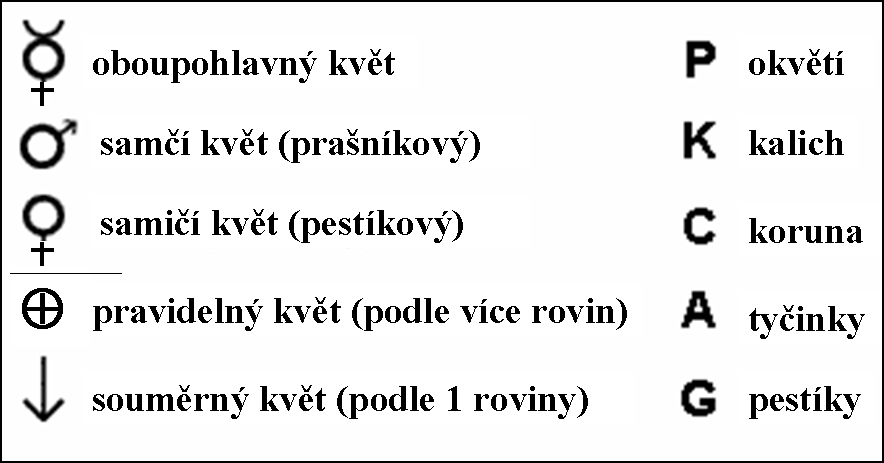 ☿ oboupohlavný květ P okvětí
♂ samčí květ (prašníkový) K kalich
♀ samičí květ (pestíkový) C koruna
⊕ pravidelný květ (podle více rovin) A tyčinky
↓ souměrný květ (podle 1 roviny) G pestíky